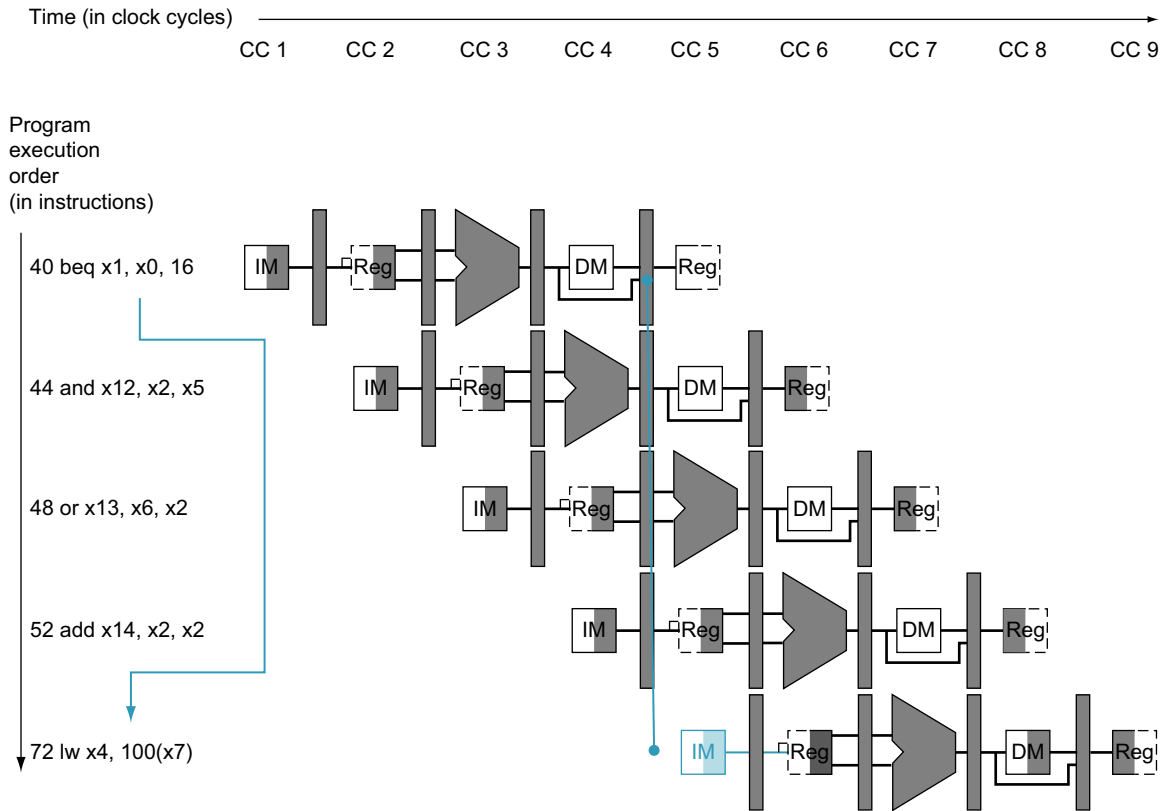 Time (in clock cycles)
CC 1 CC 2 CC 3 CC 4 CC 5 CC 6 CC 7 CC 8 CC 9
Program
execution
order
(in instructions)
40 beq x1, x0, 16 IM Reg DM Reg
44 and x12, x2, x5 IM Reg DM Reg
48 or x13, x6, x2 IM Reg DM Reg
52 add x14, x2, x2 IM Reg DM Reg
72 lw x4, 100(x7) IM Reg DM Reg